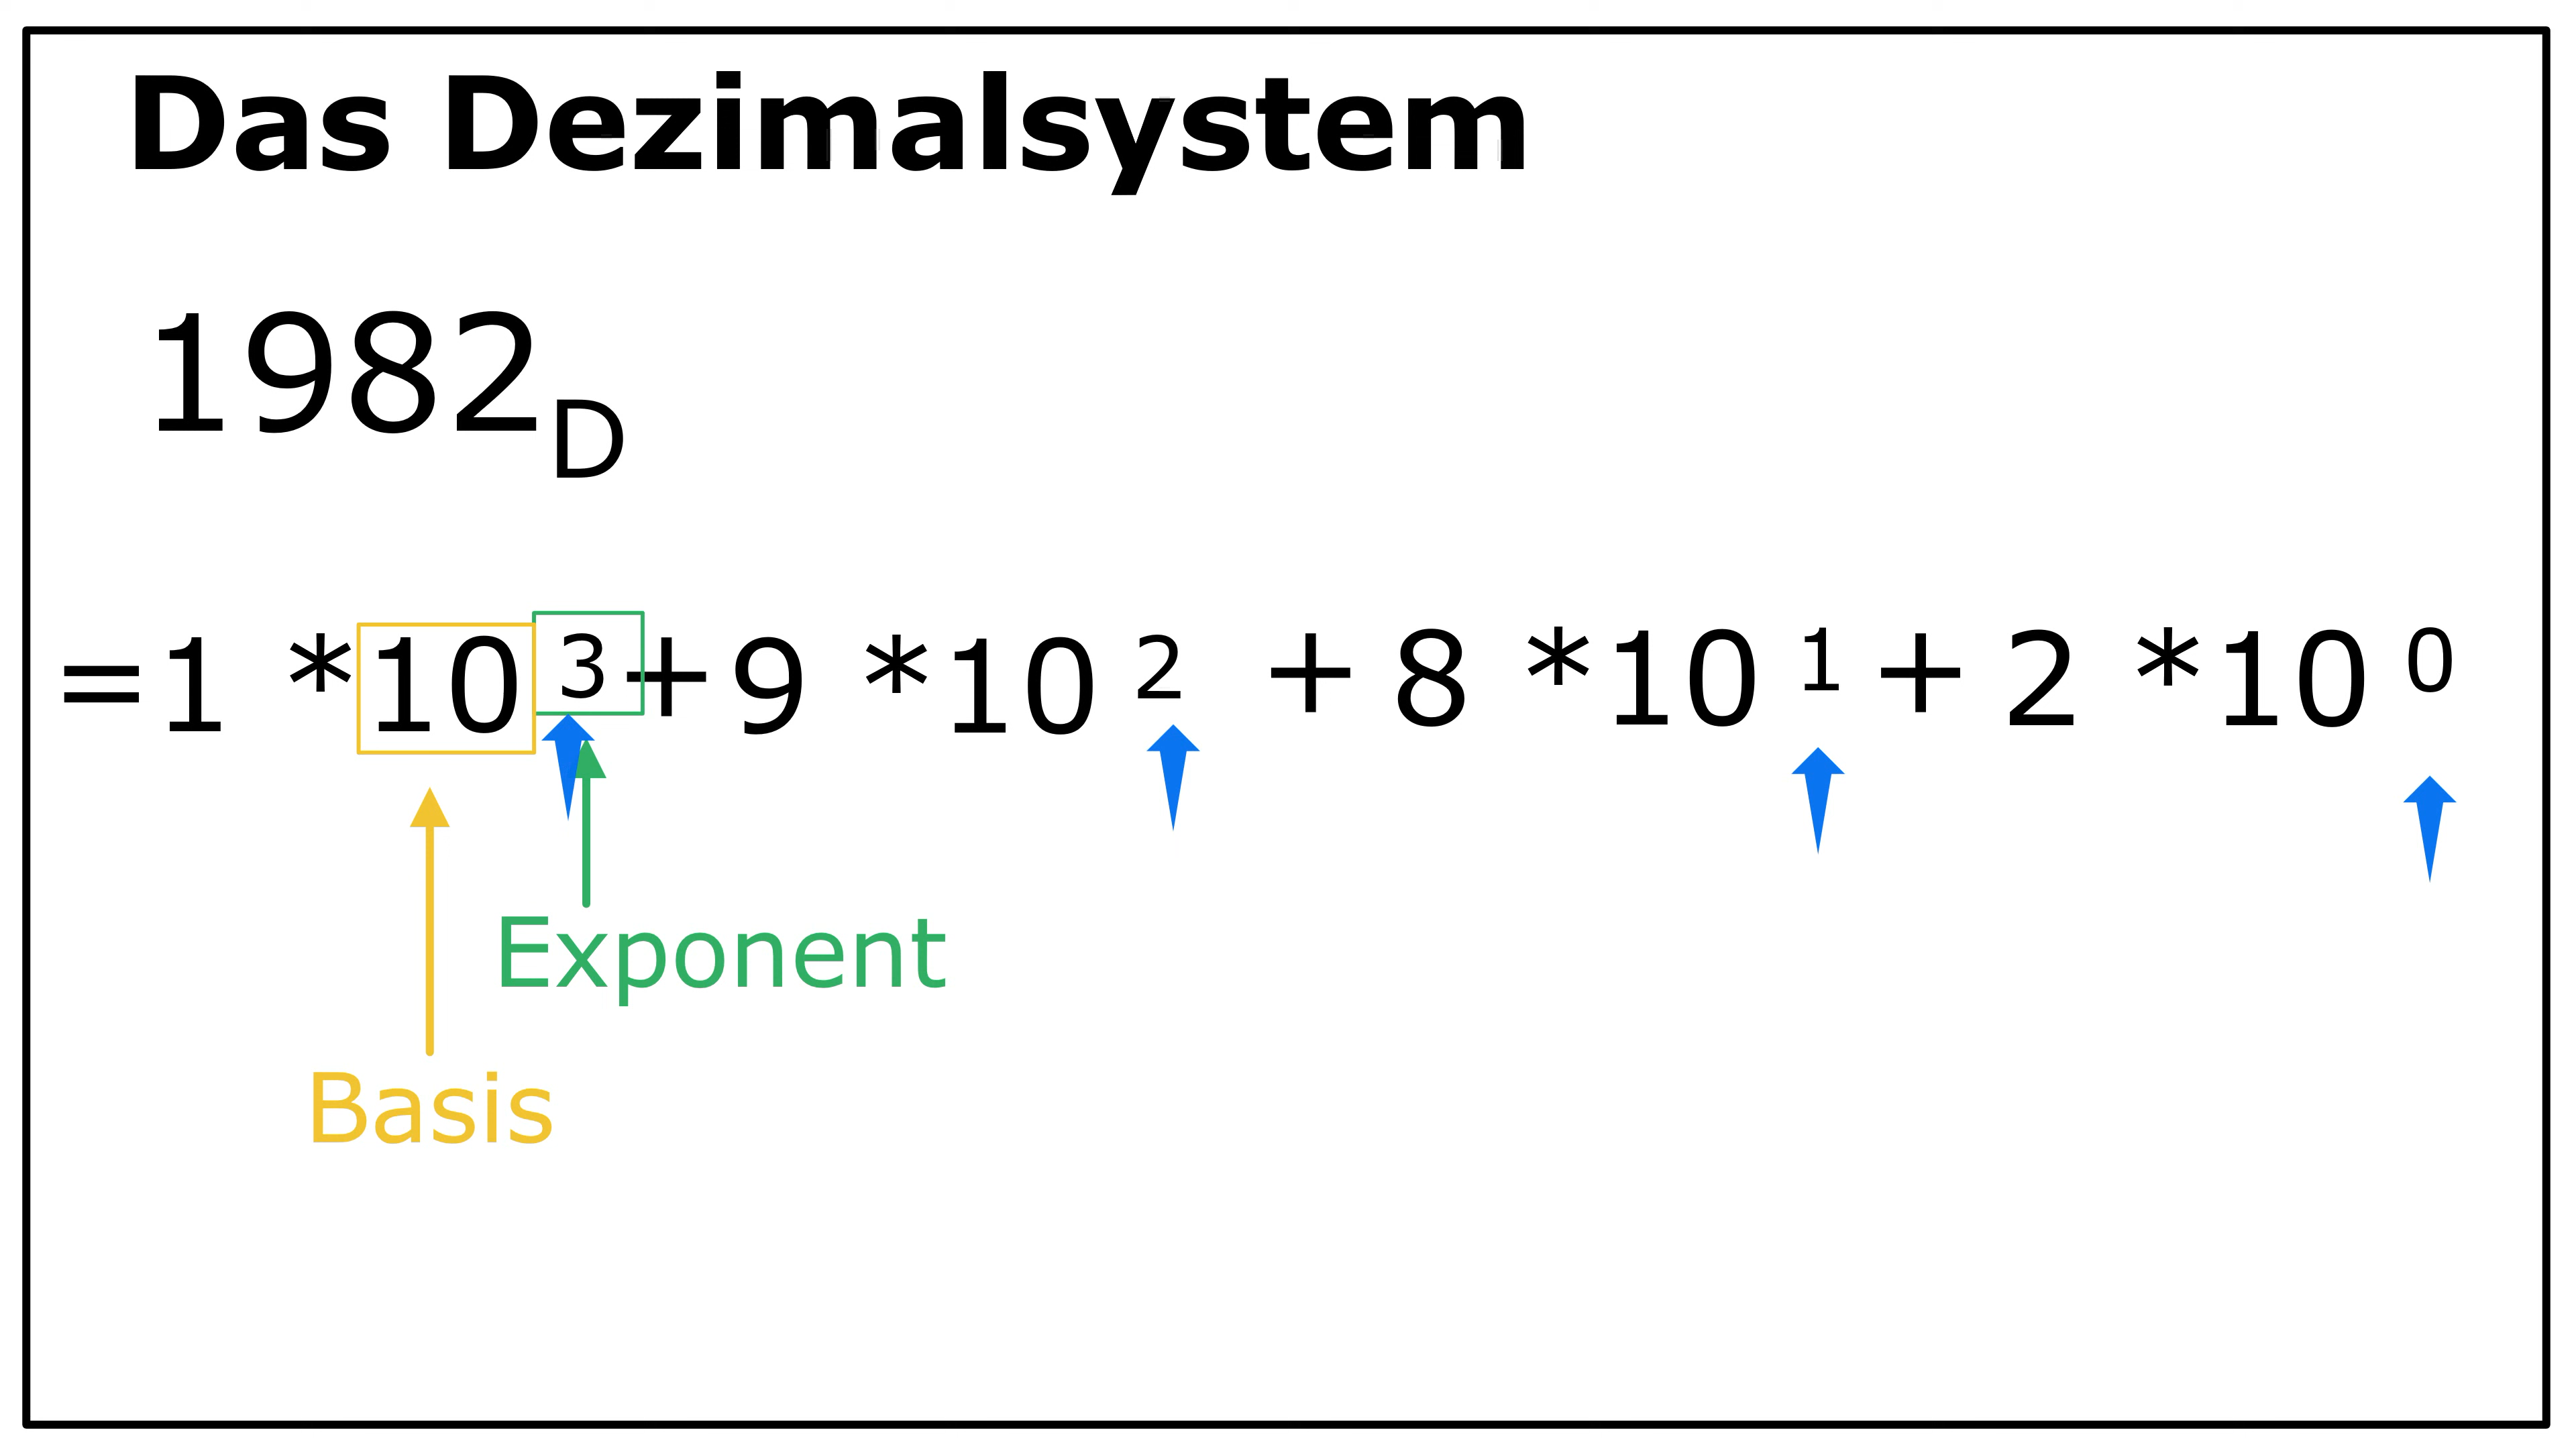 Das Dezimalsystem
1982D
=1 *10 3+9 *10 2 + 8 *10 1+ 2 *10 0
Exponent
Basis